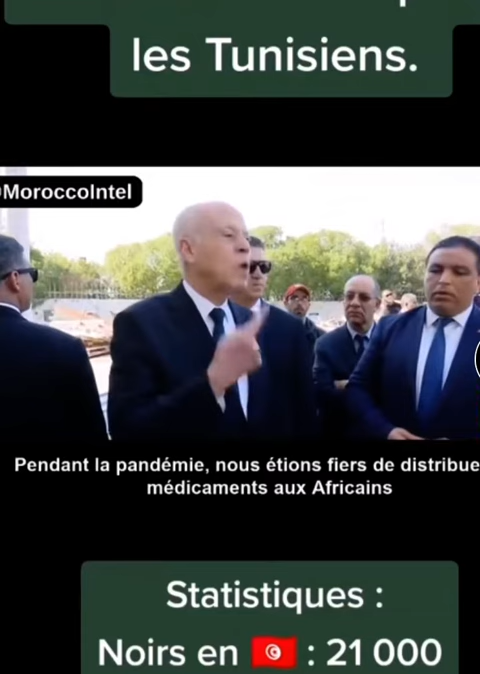 les Tunisiens.
MoroccoIntel
Pendant la pandémie, nous étions fiers de distribue
médicaments aux Africains
Statistiques :
Noirs en 🇹🇳 : 21 000